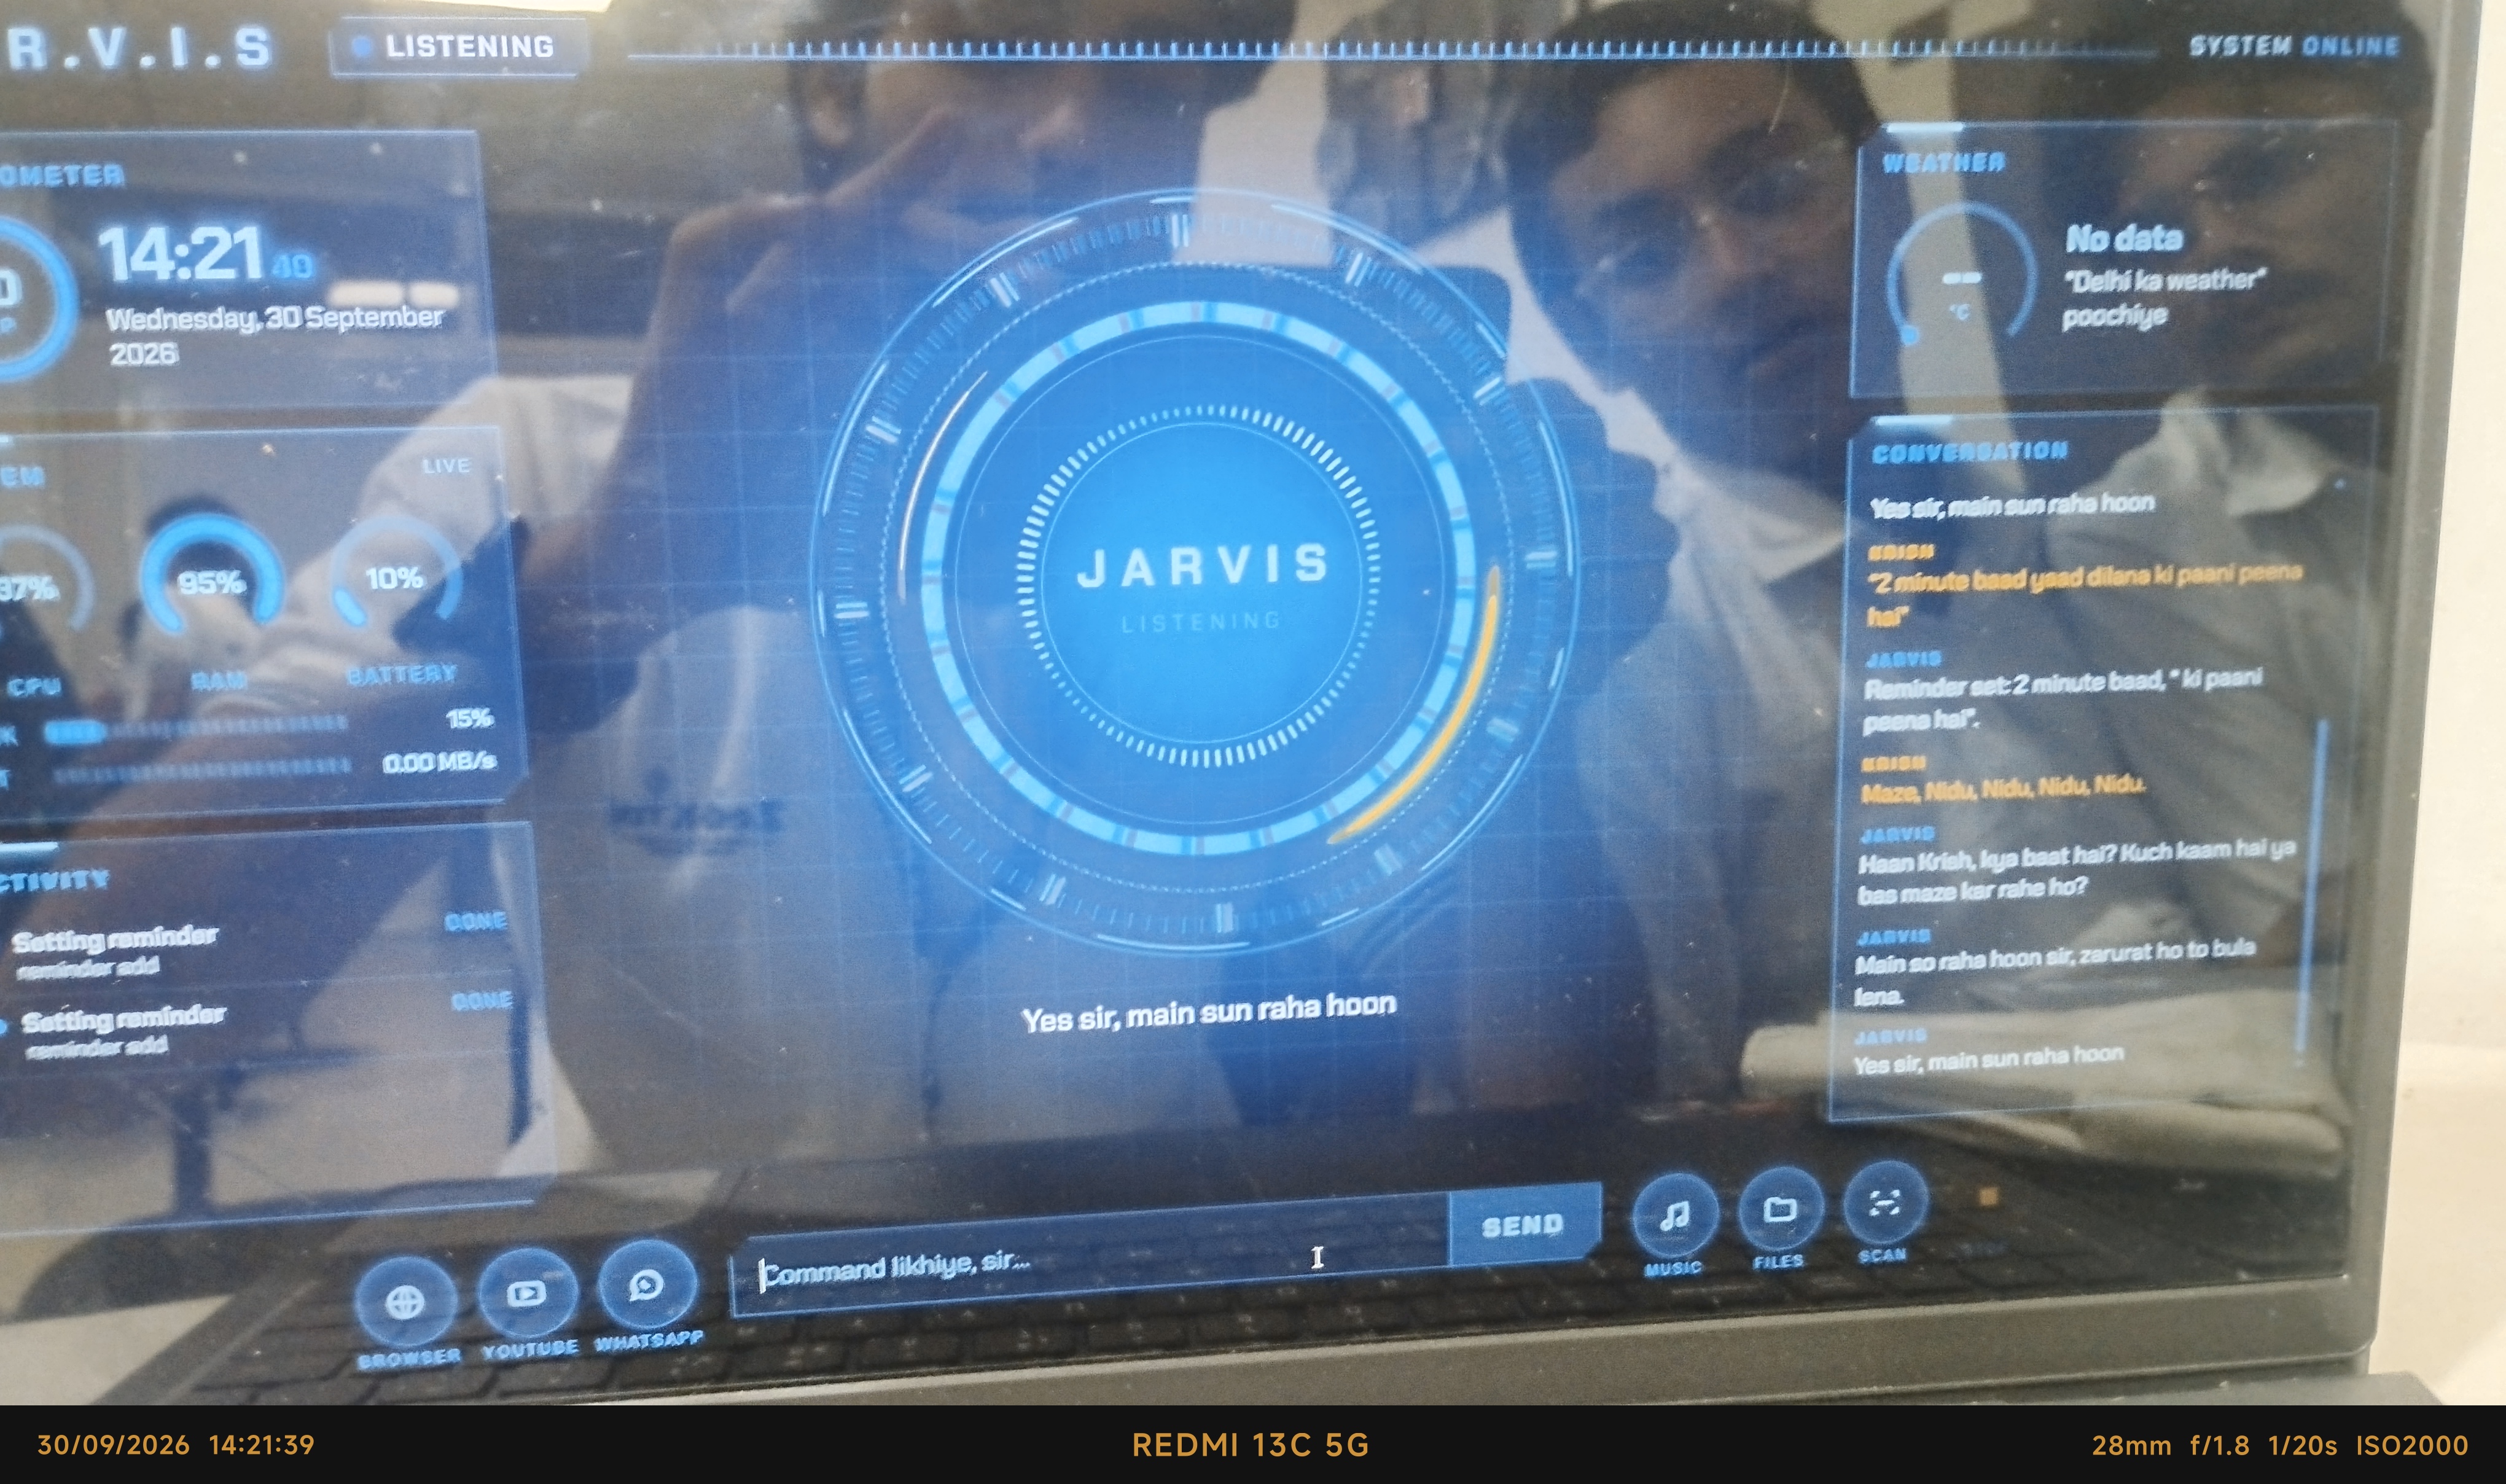 R.V.I.S
LISTENING
SYSTEM ONLINE
OMETER
14:21 40
Wednesday, 30 September
2026
EM
LIVE
37%
95%
10%
CPU
RAM
BATTERY
15%
0.00 MB/s
CTIVITY
Setting reminder
DONE
reminder add
Setting reminder
DONE
reminder add
JARVIS
LISTENING
Yes sir, main sun raha hoon
WEATHER
No data
--
°C
"Delhi ka weather"
poochiye
CONVERSATION
Yes sir, main sun raha hoon
KRISH
"2 minute baad yaad dilana ki paani peena
hai"
JARVIS
Reminder set: 2 minute baad, " ki paani
peena hai".
KRISH
Maze, Nidu, Nidu, Nidu, Nidu.
JARVIS
Haan Krish, kya baat hai? Kuch kaam hai ya
bas maze kar rahe ho?
JARVIS
Main so raha hoon sir, zarurat ho to bula
lena.
JARVIS
Yes sir, main sun raha hoon
BROWSER
YOUTUBE
WHATSAPP
Command likhiye, sir...
SEND
MUSIC
FILES
SCAN
30/09/2026 14:21:39
REDMI 13C 5G
28mm f/1.8 1/20s ISO2000